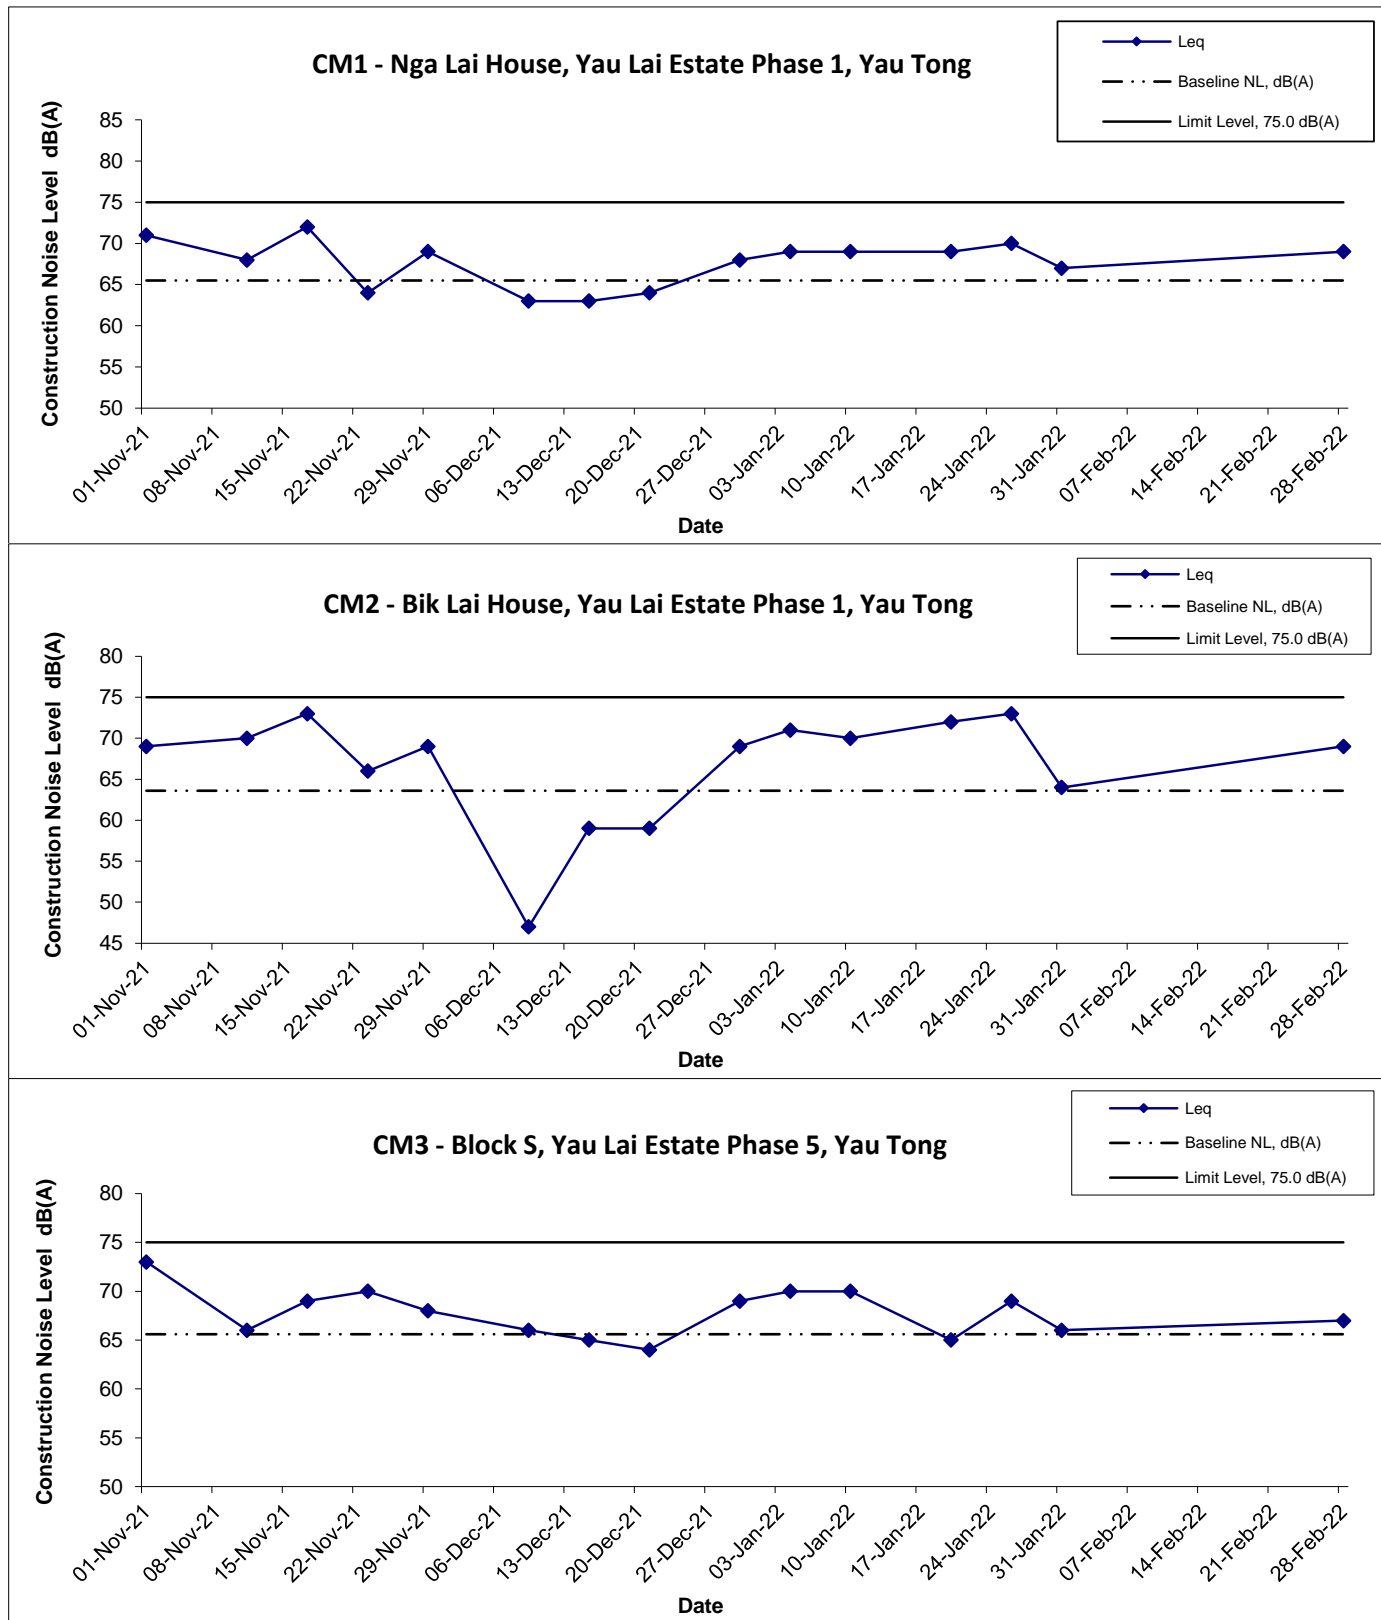 CM1 - Nga Lai House, Yau Lai Estate Phase 1, Yau Tong
Leq
Baseline NL, dB(A)
Limit Level, 75.0 dB(A)
Construction Noise Level dB(A)
85
80
75
70
65
60
55
50
01-Nov-21 08-Nov-21 15-Nov-21 22-Nov-21 29-Nov-21 06-Dec-21 13-Dec-21 20-Dec-21 27-Dec-21 03-Jan-22 10-Jan-22 17-Jan-22 24-Jan-22 31-Jan-22 07-Feb-22 14-Feb-22 21-Feb-22 28-Feb-22
Date
CM2 - Bik Lai House, Yau Lai Estate Phase 1, Yau Tong
Leq
Baseline NL, dB(A)
Limit Level, 75.0 dB(A)
Construction Noise Level dB(A)
80
75
70
65
60
55
50
45
01-Nov-21 08-Nov-21 15-Nov-21 22-Nov-21 29-Nov-21 06-Dec-21 13-Dec-21 20-Dec-21 27-Dec-21 03-Jan-22 10-Jan-22 17-Jan-22 24-Jan-22 31-Jan-22 07-Feb-22 14-Feb-22 21-Feb-22 28-Feb-22
Date
CM3 - Block S, Yau Lai Estate Phase 5, Yau Tong
Leq
Baseline NL, dB(A)
Limit Level, 75.0 dB(A)
Construction Noise Level dB(A)
80
75
70
65
60
55
50
01-Nov-21 08-Nov-21 15-Nov-21 22-Nov-21 29-Nov-21 06-Dec-21 13-Dec-21 20-Dec-21 27-Dec-21 03-Jan-22 10-Jan-22 17-Jan-22 24-Jan-22 31-Jan-22 07-Feb-22 14-Feb-22 21-Feb-22 28-Feb-22
Date